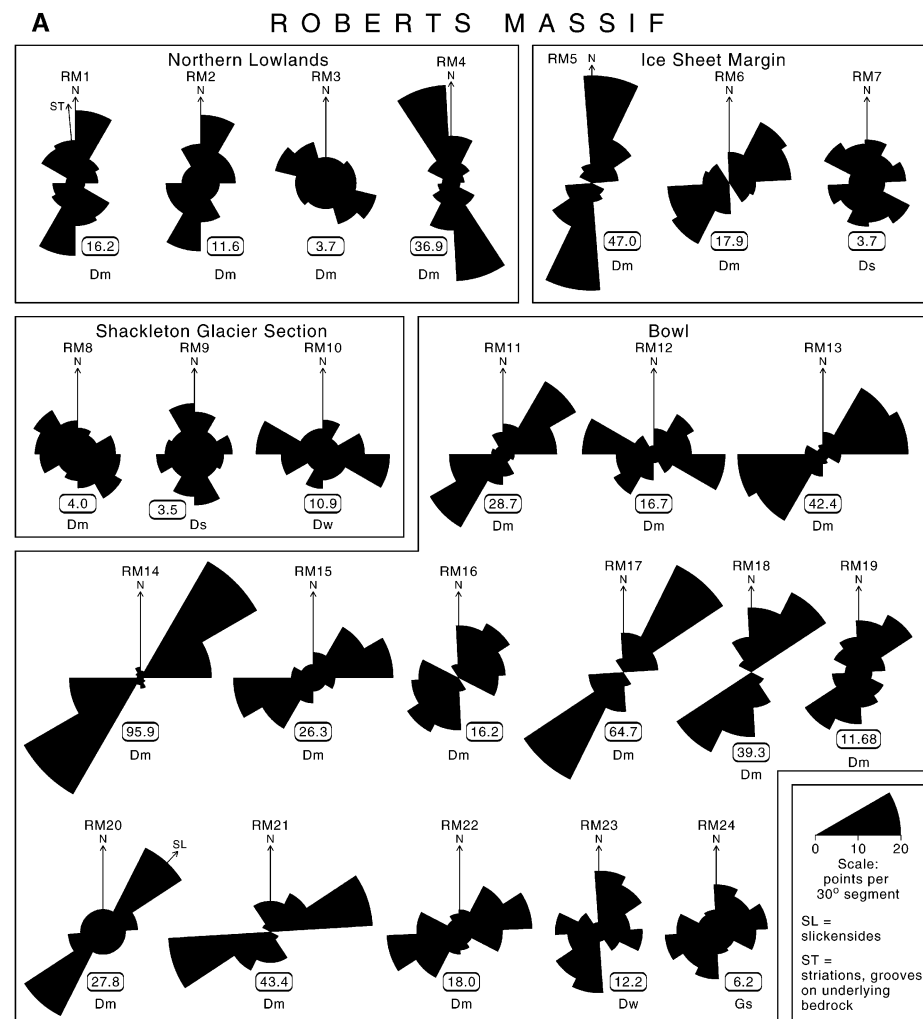 A
ROBERTS MASSIF
Northern Lowlands
RM1
N
ST
16.2
Dm
RM2
N
11.6
Dm
RM3
N
3.7
Dm
RM4
N
36.9
Dm
Ice Sheet Margin
RM5
N
47.0
Dm
RM6
N
17.9
Dm
RM7
N
3.7
Ds
Shackleton Glacier Section
RM8
N
4.0
Dm
RM9
N
3.5
Ds
RM10
N
10.9
Dw
Bowl
RM11
N
28.7
Dm
RM12
N
16.7
Dm
RM13
N
42.4
Dm
RM14
N
95.9
Dm
RM15
N
26.3
Dm
RM16
N
16.2
Dm
RM17
N
64.7
Dm
RM18
N
39.3
Dm
RM19
N
11.68
Dm
RM20
N
SL
27.8
Dm
RM21
N
43.4
Dm
RM22
N
18.0
Dm
RM23
N
12.2
Dw
RM24
N
6.2
Gs
0 10 20
Scale:
points per
30° segment
SL =
slickensides
ST =
striations, grooves
on underlying
bedrock